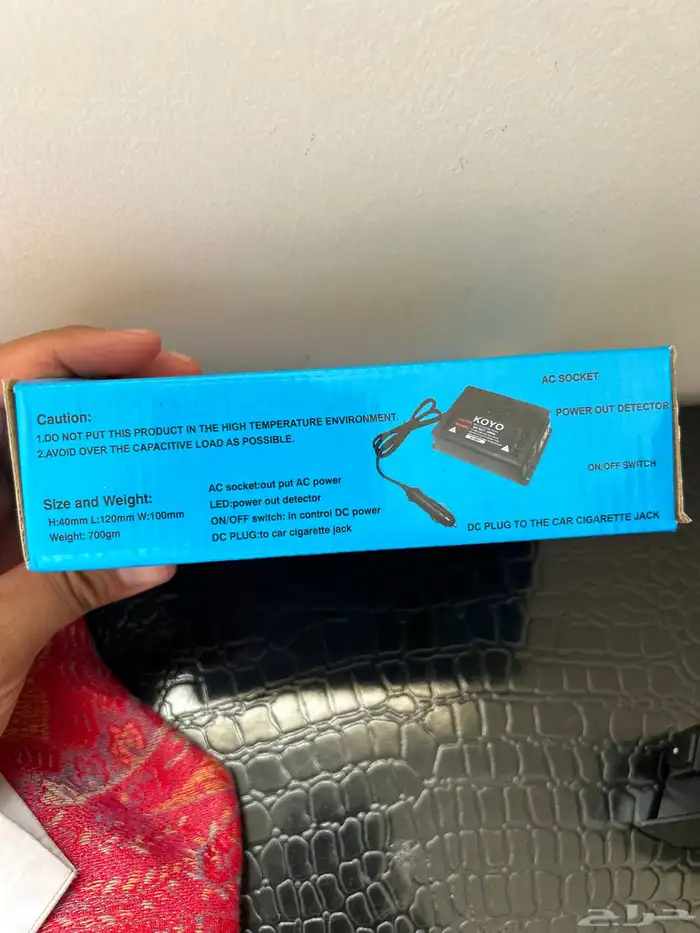 Caution:
1.DO NOT PUT THIS PRODUCT IN THE HIGH TEMPERATURE ENVIRONMENT.
2.AVOID OVER THE CAPACITIVE LOAD AS POSSIBLE.
Size and Weight:
H:40mm L:120mm W:100mm
Weight: 700gm
AC socket:out put AC power
LED:power out detector
ON/OFF switch: in control DC power
DC PLUG:to car cigarette jack
KOYO
AC SOCKET
POWER OUT DETECTOR
ON/OFF SWITCH
DC PLUG TO THE CAR CIGARETTE JACK
حراج